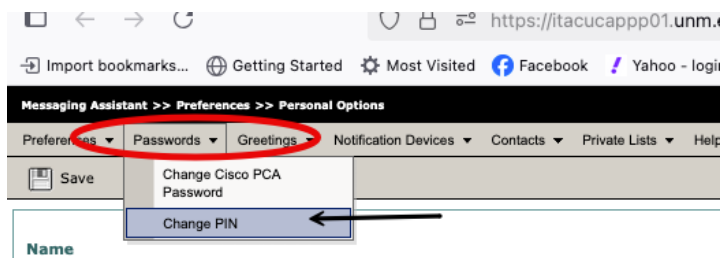 https://itacucappp01.unm.e
Import bookmarks... Getting Started Most Visited Facebook Yahoo - login
Messaging Assistant >> Preferences >> Personal Options
Preferences Passwords Greetings Notification Devices Contacts Private Lists Help
Save
Change Cisco PCA
Password
Change PIN
Name